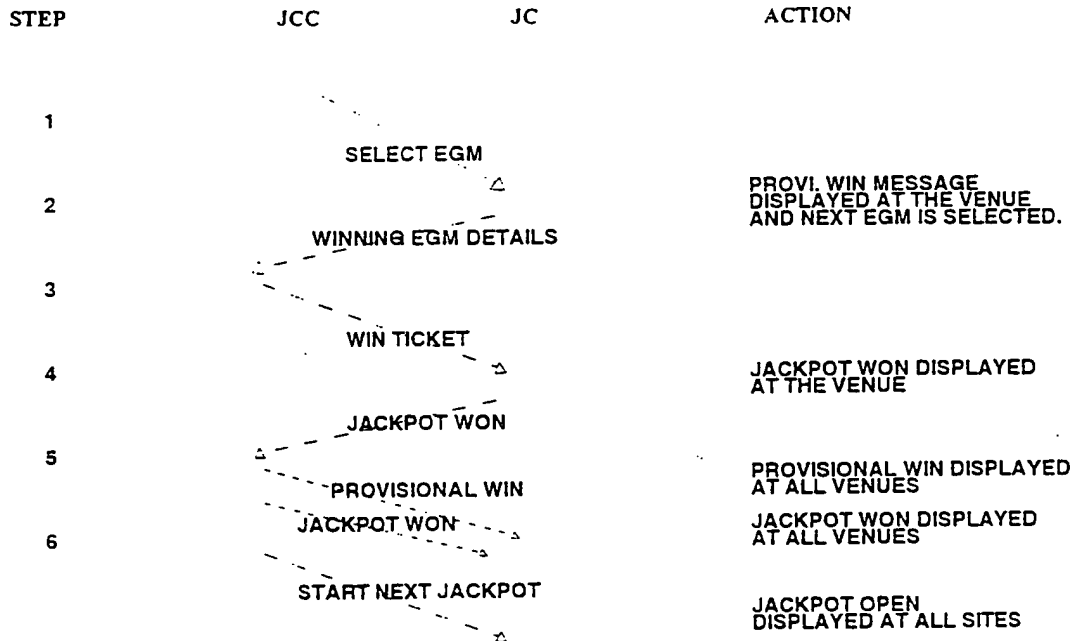 STEP JCC JC ACTION
1
SELECT EGM
PROVI. WIN MESSAGE
DISPLAYED AT THE VENUE
AND NEXT EGM IS SELECTED.
2
WINNING EGM DETAILS
3
WIN TICKET
4
JACKPOT WON DISPLAYED
AT THE VENUE
JACKPOT WON
5
PROVISIONAL WIN DISPLAYED
AT ALL VENUES
PROVISIONAL WIN
JACKPOT WON
JACKPOT WON DISPLAYED
AT ALL VENUES
6
START NEXT JACKPOT
JACKPOT OPEN
DISPLAYED AT ALL SITES